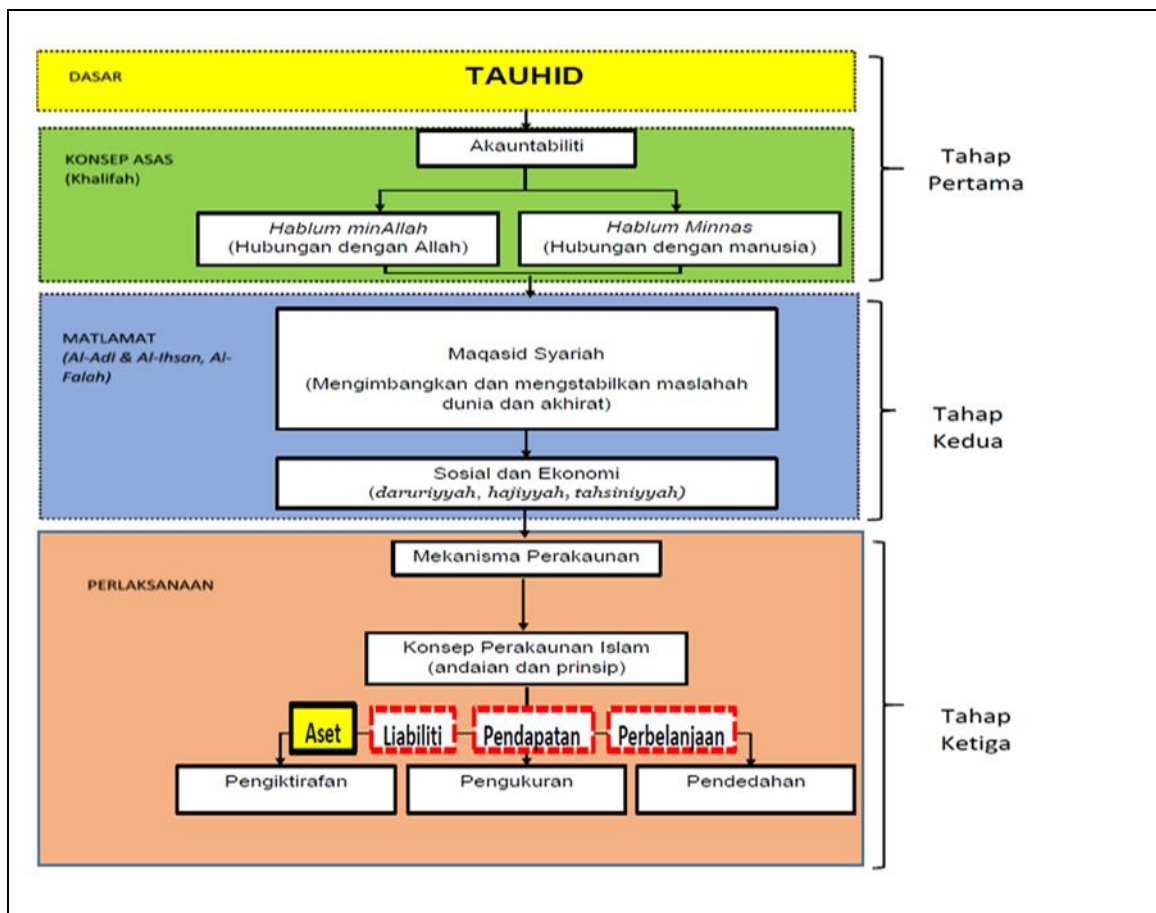 DASAR
TAUHID
Akauntabiliti
KONSEP ASAS
(Khalifah)
Tahap
Pertama
Hablum minAllah
(Hubungan dengan Allah)
Hablum Minnas
(Hubungan dengan manusia)
MATLAMAT
(Al-Adl & Al-Ihsan, Al-
Falah)
Maqasid Syariah
(Mengimbangkan dan mengstabilkan maslahah
dunia dan akhirat)
Tahap
Kedua
Sosial dan Ekonomi
(daruriyyah, hajiyyah, tahsiniyyah)
Mekanisma Perakaunan
PERLAKSANAAN
Konsep Perakaunan Islam
(andaian dan prinsip)
Aset
Liabiliti
Pendapatan
Perbelanjaan
Tahap
Ketiga
Pengiktirafan
Pengukuran
Pendedahan